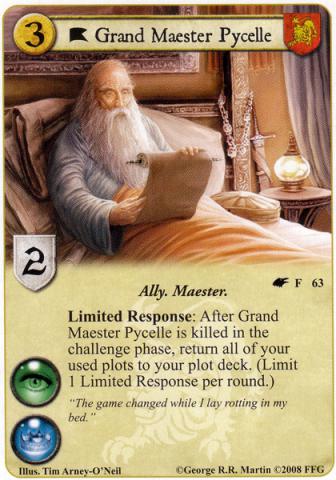 3 Grand Maester Pycelle
2
Ally. Maester.
F 63
Limited Response: After Grand
Maester Pycelle is killed in the
challenge phase, return all of your
used plots to your plot deck. (Limit
1 Limited Response per round.)
"The game changed while I lay rotting in my
bed."
Illus. Tim Arney-O'Neil
©George R.R. Martin ©2008 FFG